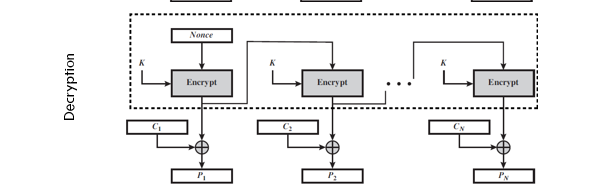 Decryption
Nonce
K K K
Encrypt Encrypt • • • Encrypt
C1 C2 CN
P1 P2 PN